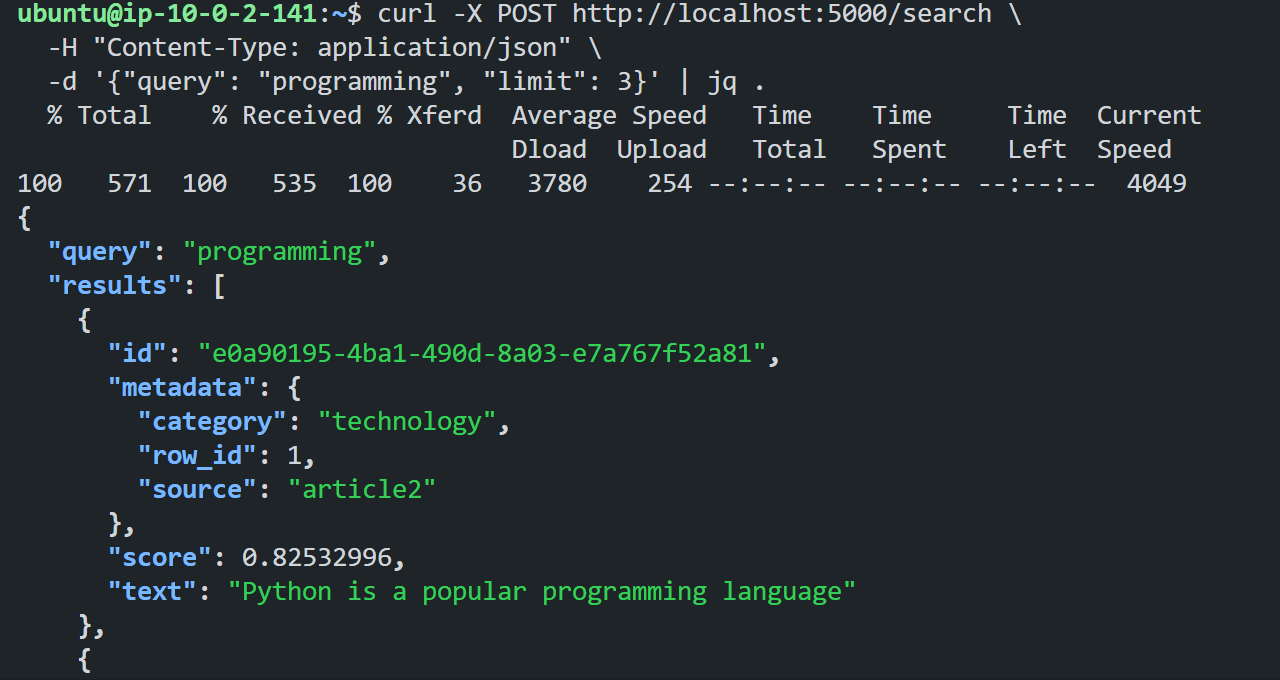 ubuntu@ip-10-0-2-141:~$ curl -X POST http://localhost:5000/search \
  -H "Content-Type: application/json" \
  -d '{"query": "programming", "limit": 3}' | jq .
  % Total    % Received % Xferd  Average Speed   Time    Time     Time  Current
                                 Dload  Upload   Total   Spent    Left  Speed
100   571  100   535  100    36   3780    254 --:--:-- --:--:-- --:--:--  4049
{
  "query": "programming",
  "results": [
    {
      "id": "e0a90195-4ba1-490d-8a03-e7a767f52a81",
      "metadata": {
        "category": "technology",
        "row_id": 1,
        "source": "article2"
      },
      "score": 0.82532996,
      "text": "Python is a popular programming language"
    },
    {